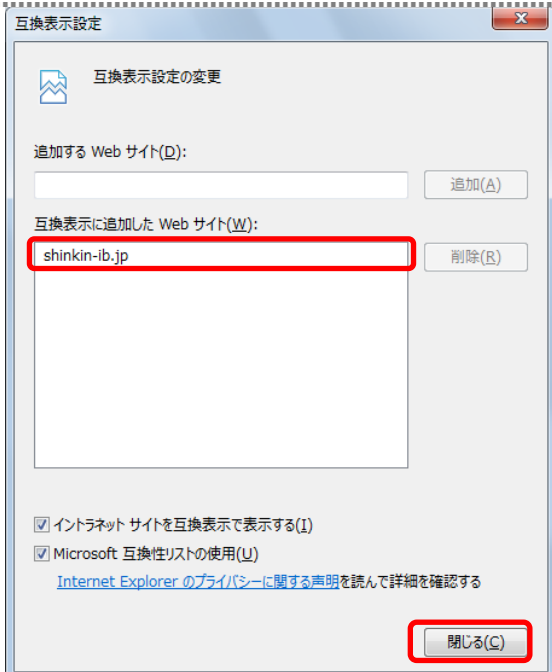 互換表示設定
互換表示設定の変更
追加する Web サイト(D):
追加(A)
互換表示に追加した Web サイト(W):
shinkin-ib.jp
削除(R)
イントラネット サイトを互換表示で表示する(I)
Microsoft 互換性リストの使用(U)
Internet Explorer のプライバシーに関する声明を読んで詳細を確認する
閉じる(C)